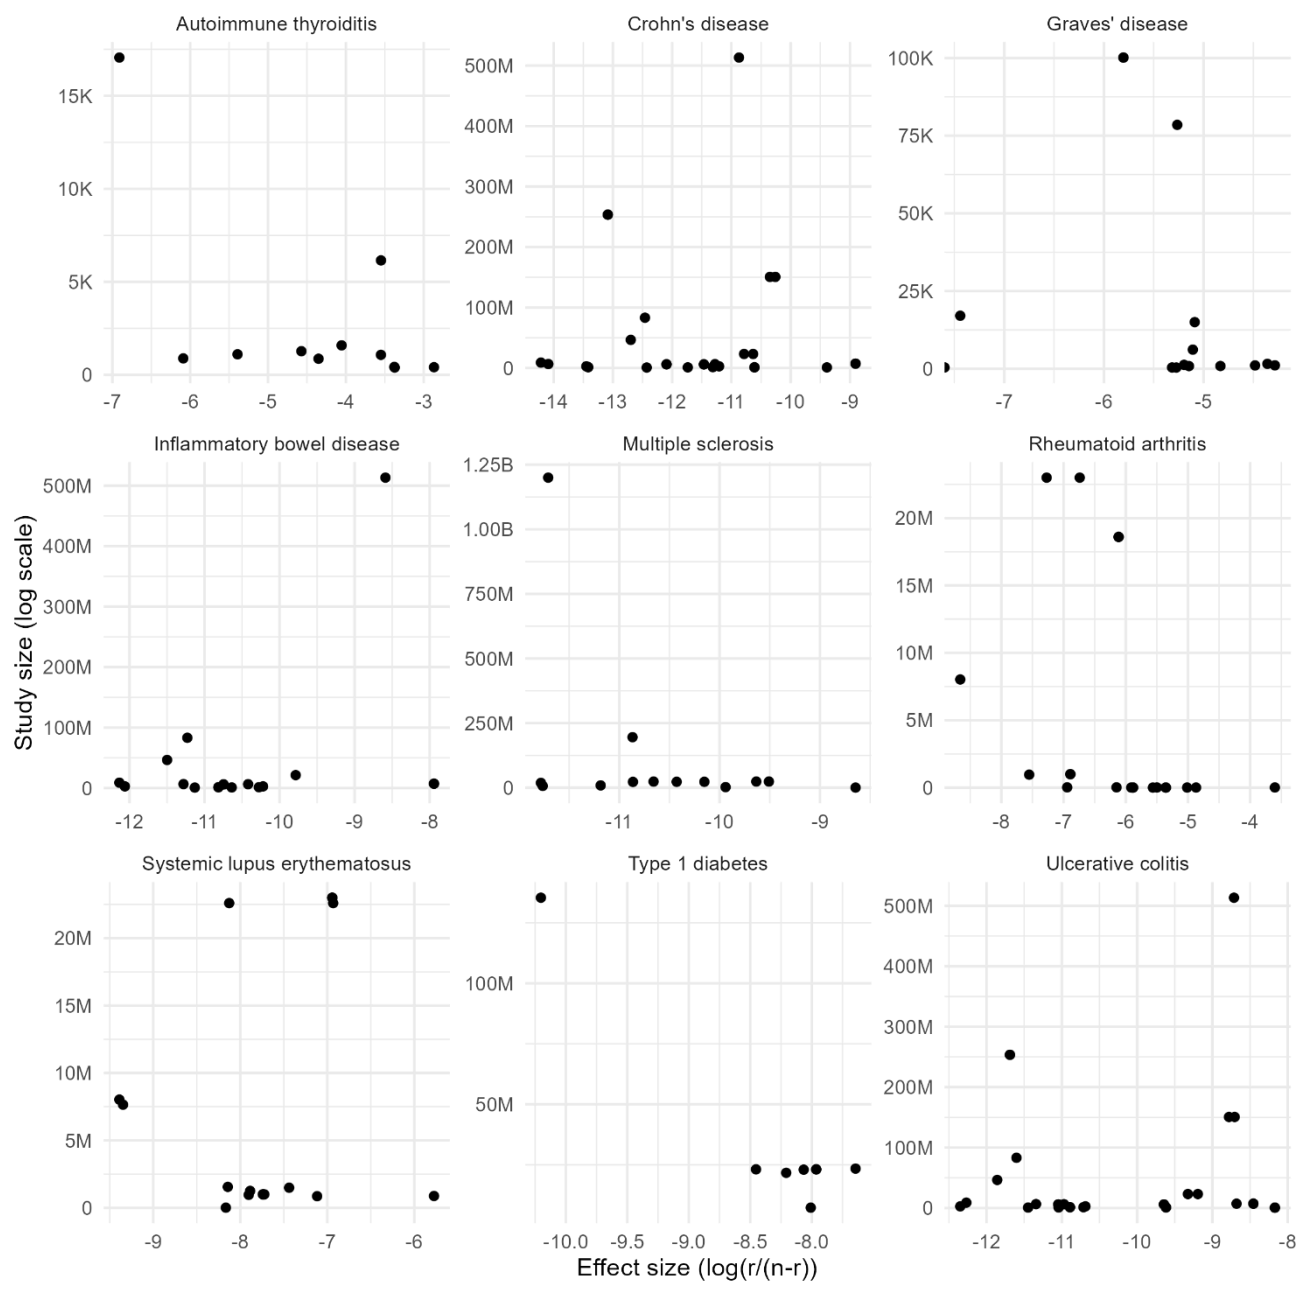 Autoimmune thyroiditis
Crohn's disease
Graves' disease
15K
10K
5K
0
-7 -6 -5 -4 -3
500M
400M
300M
200M
100M
0
-14 -13 -12 -11 -10 -9
100K
75K
50K
25K
0
-7 -6 -5
Inflammatory bowel disease
Multiple sclerosis
Rheumatoid arthritis
Study size (log scale)
500M
400M
300M
200M
100M
0
-12 -11 -10 -9 -8
1.25B
1.00B
750M
500M
250M
0
-11 -10 -9
20M
15M
10M
5M
0
-8 -7 -6 -5 -4
Systemic lupus erythematosus
Type 1 diabetes
Ulcerative colitis
20M
15M
10M
5M
0
-9 -8 -7 -6
100M
50M
-10.0 -9.5 -9.0 -8.5 -8.0
500M
400M
300M
200M
100M
0
-12 -11 -10 -9 -8
Effect size (log(r/(n-r))